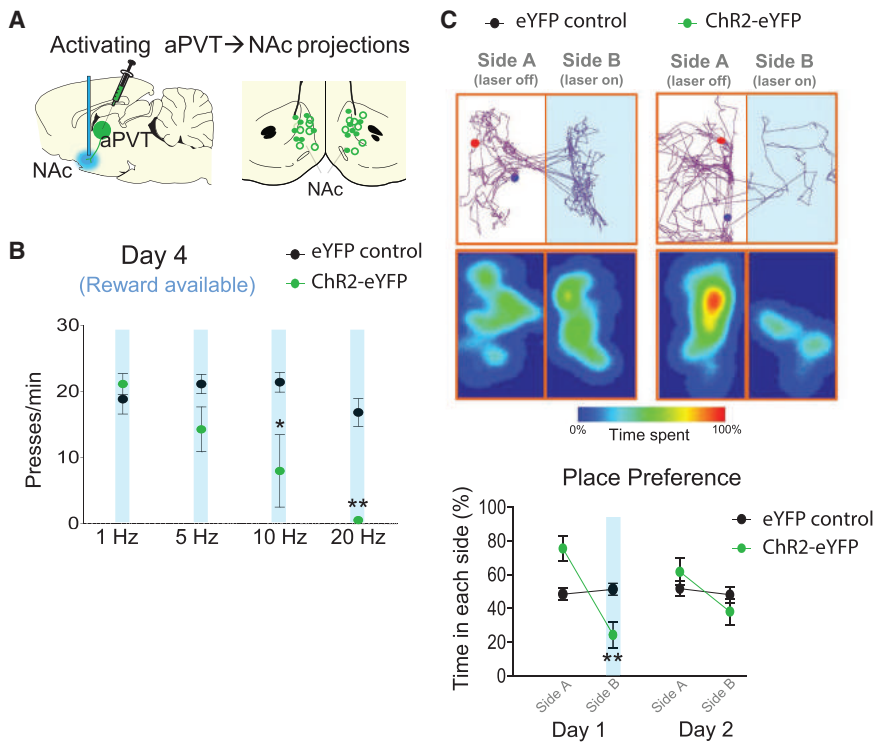 A
Activating aPVT→NAc projections
aPVT
NAc
NAc
B
Day 4
(Reward available)
eYFP control
ChR2-eYFP
Presses/min
30
20
10
0
*
**
1 Hz 5 Hz 10 Hz 20 Hz
C
eYFP control ChR2-eYFP
Side A Side B Side A Side B
(laser off) (laser on) (laser off) (laser on)
0% Time spent 100%
Place Preference
eYFP control
ChR2-eYFP
Time in each side (%)
100
80
60
40
20
0
**
Side A Side B Side A Side B
Day 1 Day 2